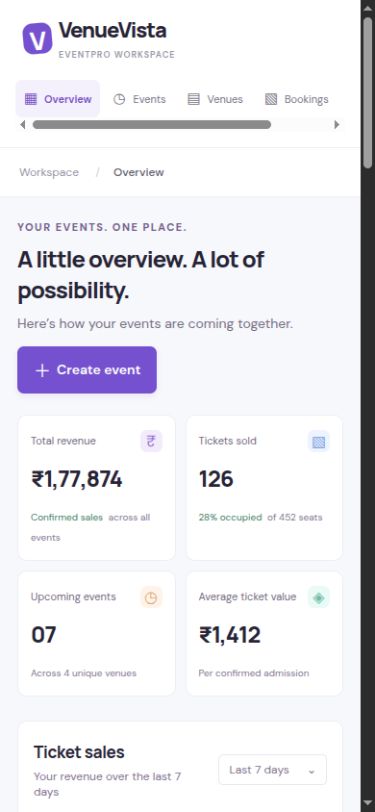 VenueVista
EVENTPRO WORKSPACE
Overview Events Venues Bookings
Workspace / Overview
YOUR EVENTS. ONE PLACE.
A little overview. A lot of
possibility.
Here's how your events are coming together.
+ Create event
Total revenue ₹
₹1,77,874
Confirmed sales across all
events
Tickets sold
126
28% occupied of 452 seats
Upcoming events
07
Across 4 unique venues
Average ticket value
₹1,412
Per confirmed admission
Ticket sales
Your revenue over the last 7
days
Last 7 days